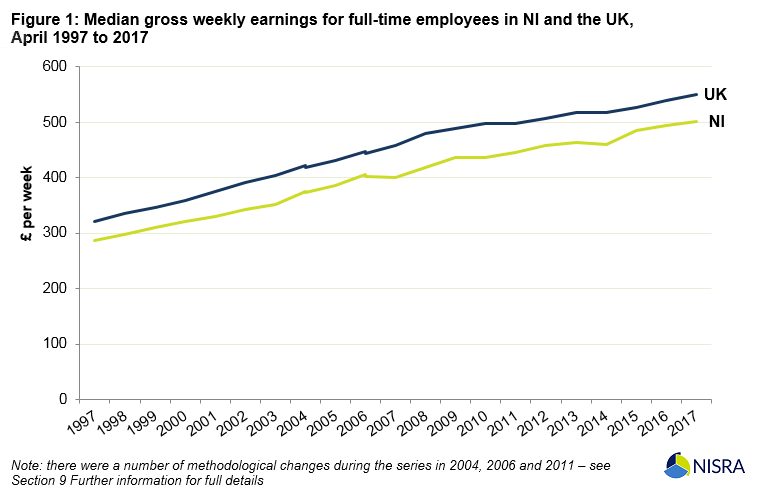 Figure 1: Median gross weekly earnings for full-time employees in NI and the UK,
April 1997 to 2017
600
500
400
300
200
100
0
£ per week
UK
NI
1997 1998 1999 2000 2001 2002 2003 2004 2005 2006 2007 2008 2009 2010 2011 2012 2013 2014 2015 2016 2017
Note: there were a number of methodological changes during the series in 2004, 2006 and 2011 – see
Section 9 Further information for full details
NISRA